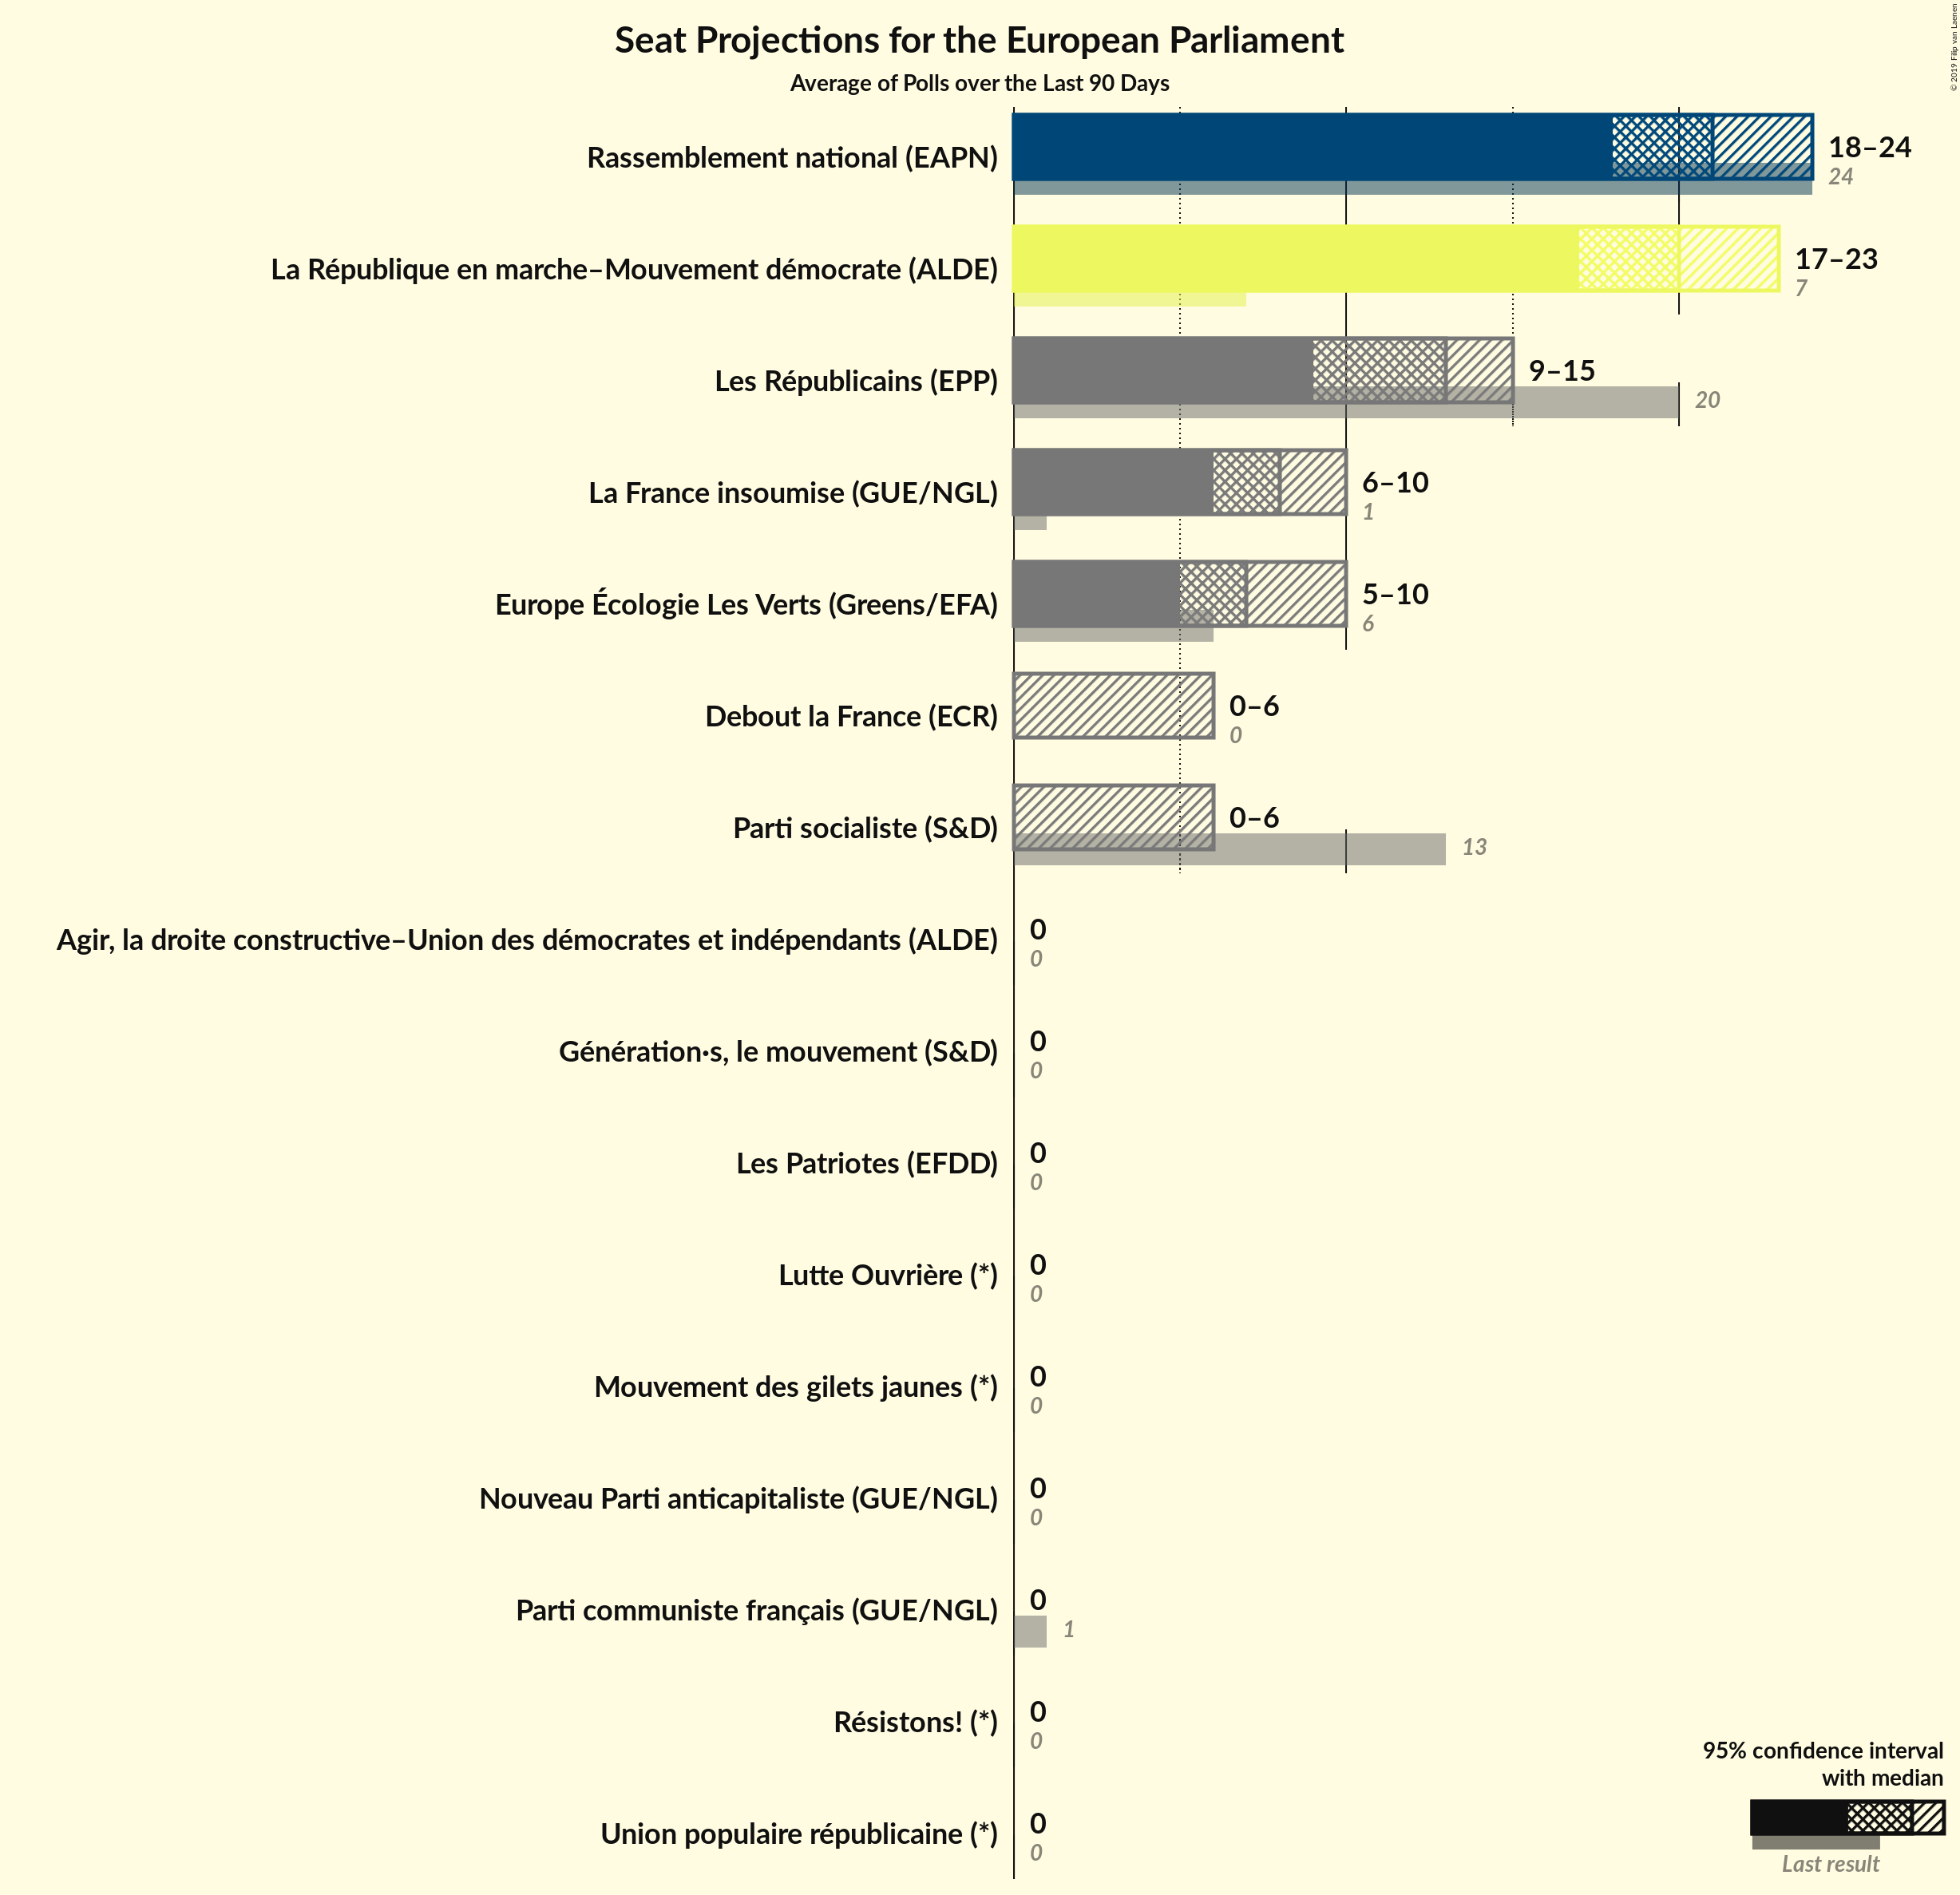 Seat Projections for the European Parliament
Average of Polls over the Last 90 Days
© 2019 Filip van Laenen
Rassemblement national (EAPN)
18–24
24
La République en marche–Mouvement démocrate (ALDE)
17–23
7
Les Républicains (EPP)
9–15
20
La France insoumise (GUE/NGL)
6–10
1
Europe Écologie Les Verts (Greens/EFA)
5–10
6
Debout la France (ECR)
0–6
0
Parti socialiste (S&D)
0–6
13
Agir, la droite constructive–Union des démocrates et indépendants (ALDE)
0
0
Génération·s, le mouvement (S&D)
0
0
Les Patriotes (EFDD)
0
0
Lutte Ouvrière (*)
0
0
Mouvement des gilets jaunes (*)
0
0
Nouveau Parti anticapitaliste (GUE/NGL)
0
0
Parti communiste français (GUE/NGL)
0
1
Résistons! (*)
0
0
Union populaire républicaine (*)
0
0
95% confidence interval
with median
Last result